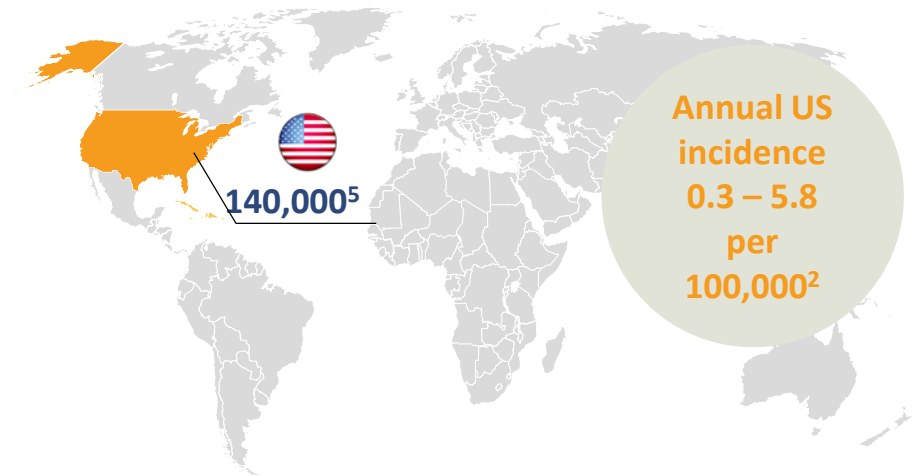 140,000⁵
Annual US
incidence
0.3 – 5.8
per
100,000²